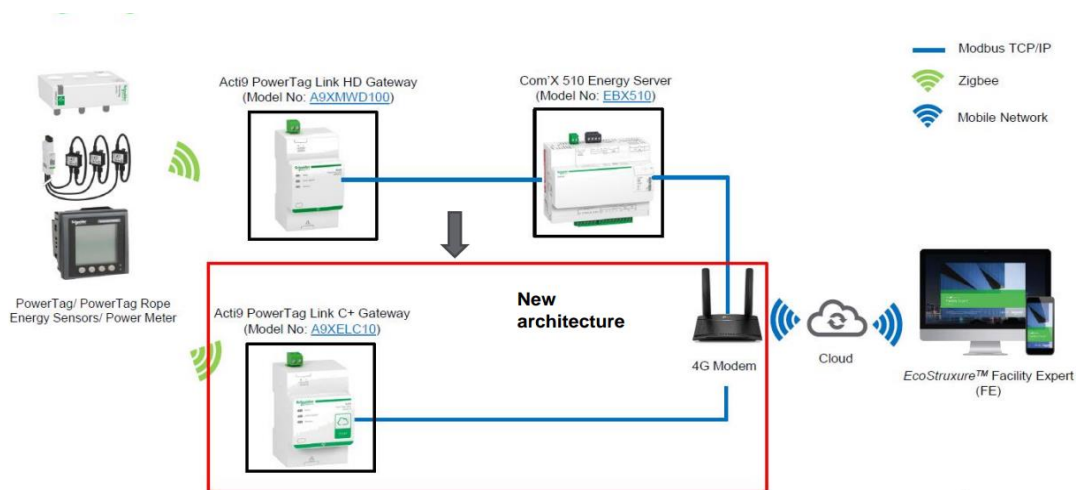 Modbus TCP/IP
Zigbee
Mobile Network
Acti9 PowerTag Link HD Gateway
(Model No: A9XMWD100)
Com'X 510 Energy Server
(Model No: EBX510)
PowerTag/ PowerTag Rope
Energy Sensors/ Power Meter
Acti9 PowerTag Link C+ Gateway
(Model No: A9XELC10)
New
architecture
4G Modem
Cloud
EcoStruxure™ Facility Expert
(FE)